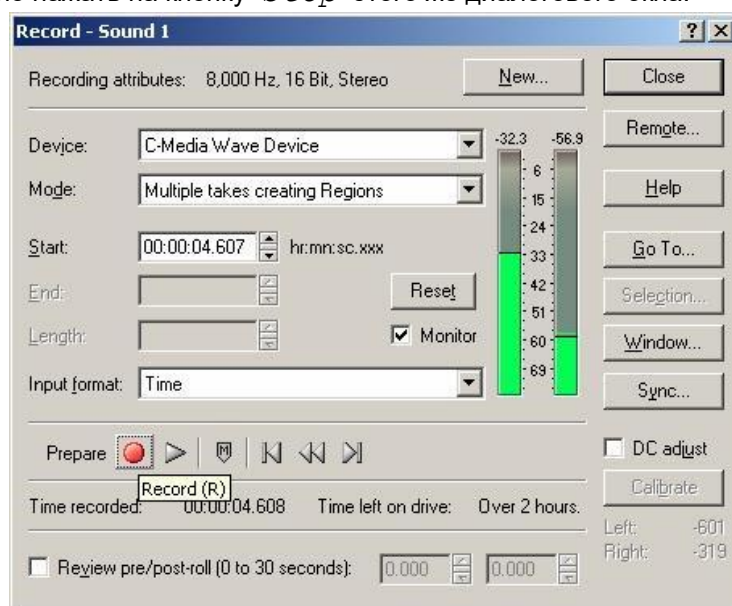 Record - Sound 1
Recording attributes: 8,000 Hz, 16 Bit, Stereo New... Close
Device: C-Media Wave Device -32.3 -56.9 Remote...
Mode: Multiple takes creating Regions Help
Start: 00:00:04.607 hr:mn:sc.xxx Go To...
End: Reset Selection...
Length: Monitor Window...
Input format: Time Sync...
6
15
24
33
42
51
60
69
Prepare M DC adjust
Record (R) Calibrate
Time recorded: 00:00:04.608 Time left on drive: Over 2 hours.
Left: -601
Right: -319
Review pre/post-roll (0 to 30 seconds): 0.000 0.000